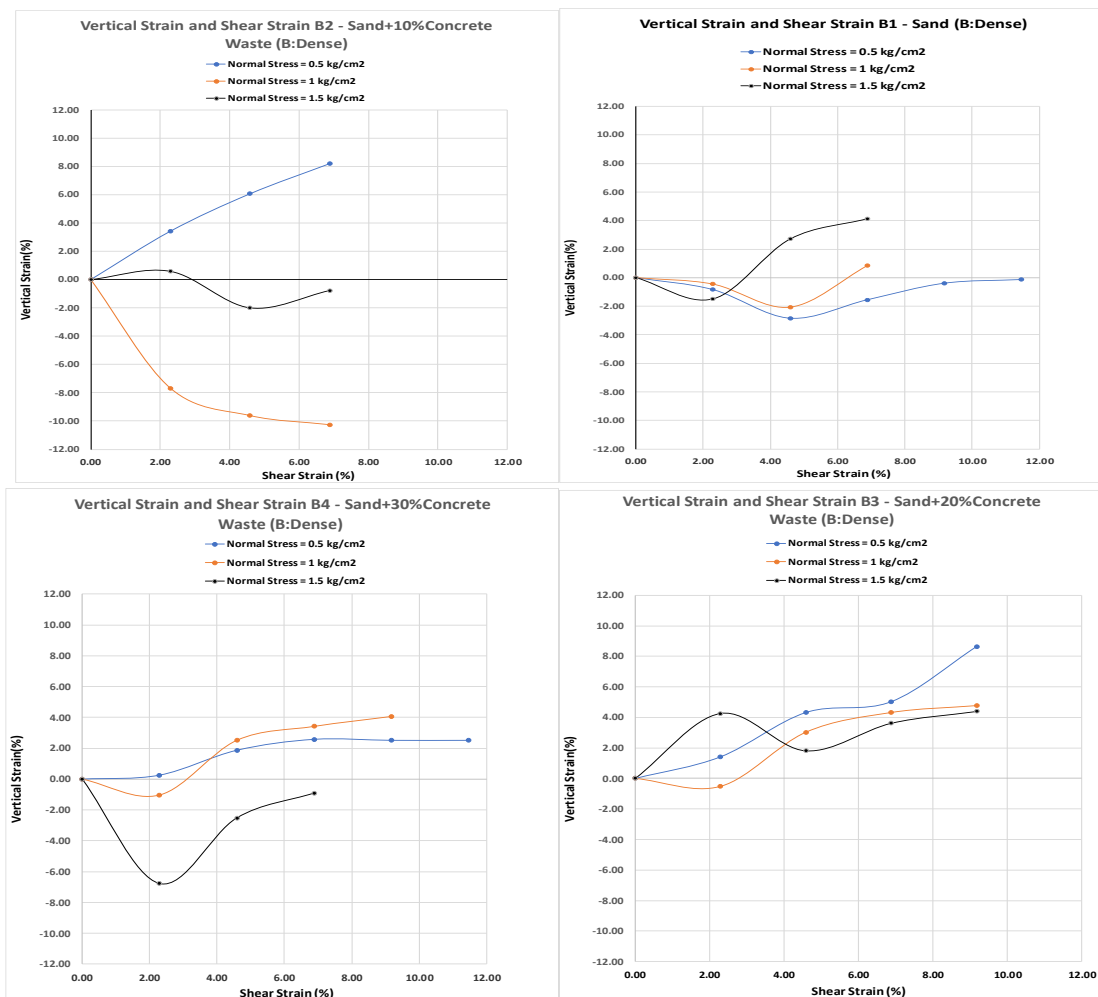 Vertical Strain and Shear Strain B2 - Sand+10%Concrete
Waste (B:Dense)
Normal Stress = 0.5 kg/cm2
Normal Stress = 1 kg/cm2
Normal Stress = 1.5 kg/cm2
12.00
10.00
8.00
6.00
4.00
2.00
0.00
-2.00
-4.00
-6.00
-8.00
-10.00
-12.00
Vertical Strain(%)
0.00 2.00 4.00 6.00 8.00 10.00 12.00
Shear Strain (%)
Vertical Strain and Shear Strain B1 - Sand (B:Dense)
Normal Stress = 0.5 kg/cm2
Normal Stress = 1 kg/cm2
Normal Stress = 1.5 kg/cm2
12.00
10.00
8.00
6.00
4.00
2.00
0.00
-2.00
-4.00
-6.00
-8.00
-10.00
-12.00
Vertical Strain(%)
0.00 2.00 4.00 6.00 8.00 10.00 12.00
Shear Strain (%)
Vertical Strain and Shear Strain B4 - Sand+30%Concrete
Waste (B:Dense)
Normal Stress = 0.5 kg/cm2
Normal Stress = 1 kg/cm2
Normal Stress = 1.5 kg/cm2
12.00
10.00
8.00
6.00
4.00
2.00
0.00
-2.00
-4.00
-6.00
-8.00
-10.00
-12.00
Vertical Strain(%)
0.00 2.00 4.00 6.00 8.00 10.00 12.00
Shear Strain (%)
Vertical Strain and Shear Strain B3 - Sand+20%Concrete
Waste (B:Dense)
Normal Stress = 0.5 kg/cm2
Normal Stress = 1 kg/cm2
Normal Stress = 1.5 kg/cm2
12.00
10.00
8.00
6.00
4.00
2.00
0.00
-2.00
-4.00
-6.00
-8.00
-10.00
-12.00
Vertical Strain(%)
0.00 2.00 4.00 6.00 8.00 10.00 12.00
Shear Strain (%)